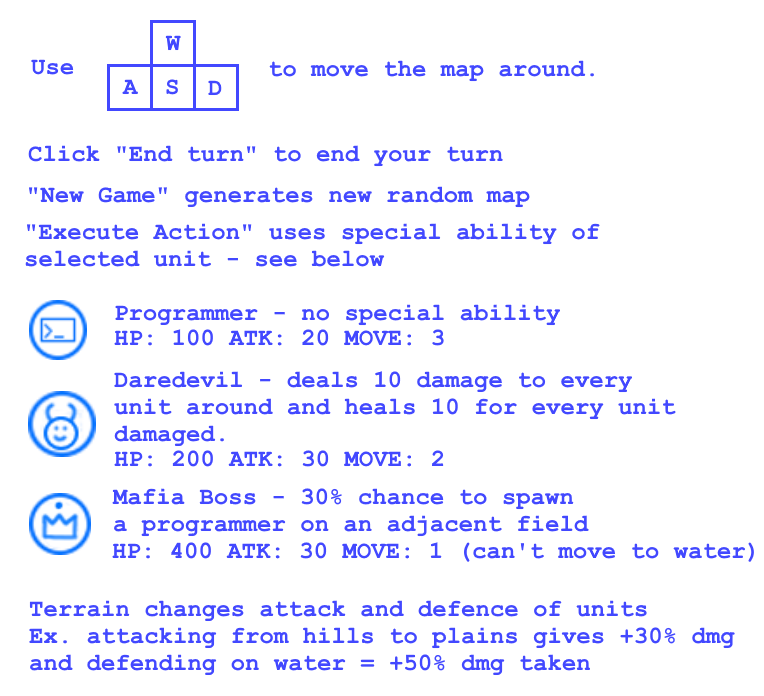 W
Use A S D to move the map around.
Click "End turn" to end your turn
"New Game" generates new random map
"Execute Action" uses special ability of
selected unit - see below
Programmer - no special ability
HP: 100 ATK: 20 MOVE: 3
Daredevil - deals 10 damage to every
unit around and heals 10 for every unit
damaged.
HP: 200 ATK: 30 MOVE: 2
Mafia Boss - 30% chance to spawn
a programmer on an adjacent field
HP: 400 ATK: 30 MOVE: 1 (can't move to water)
Terrain changes attack and defence of units
Ex. attacking from hills to plains gives +30% dmg
and defending on water = +50% dmg taken